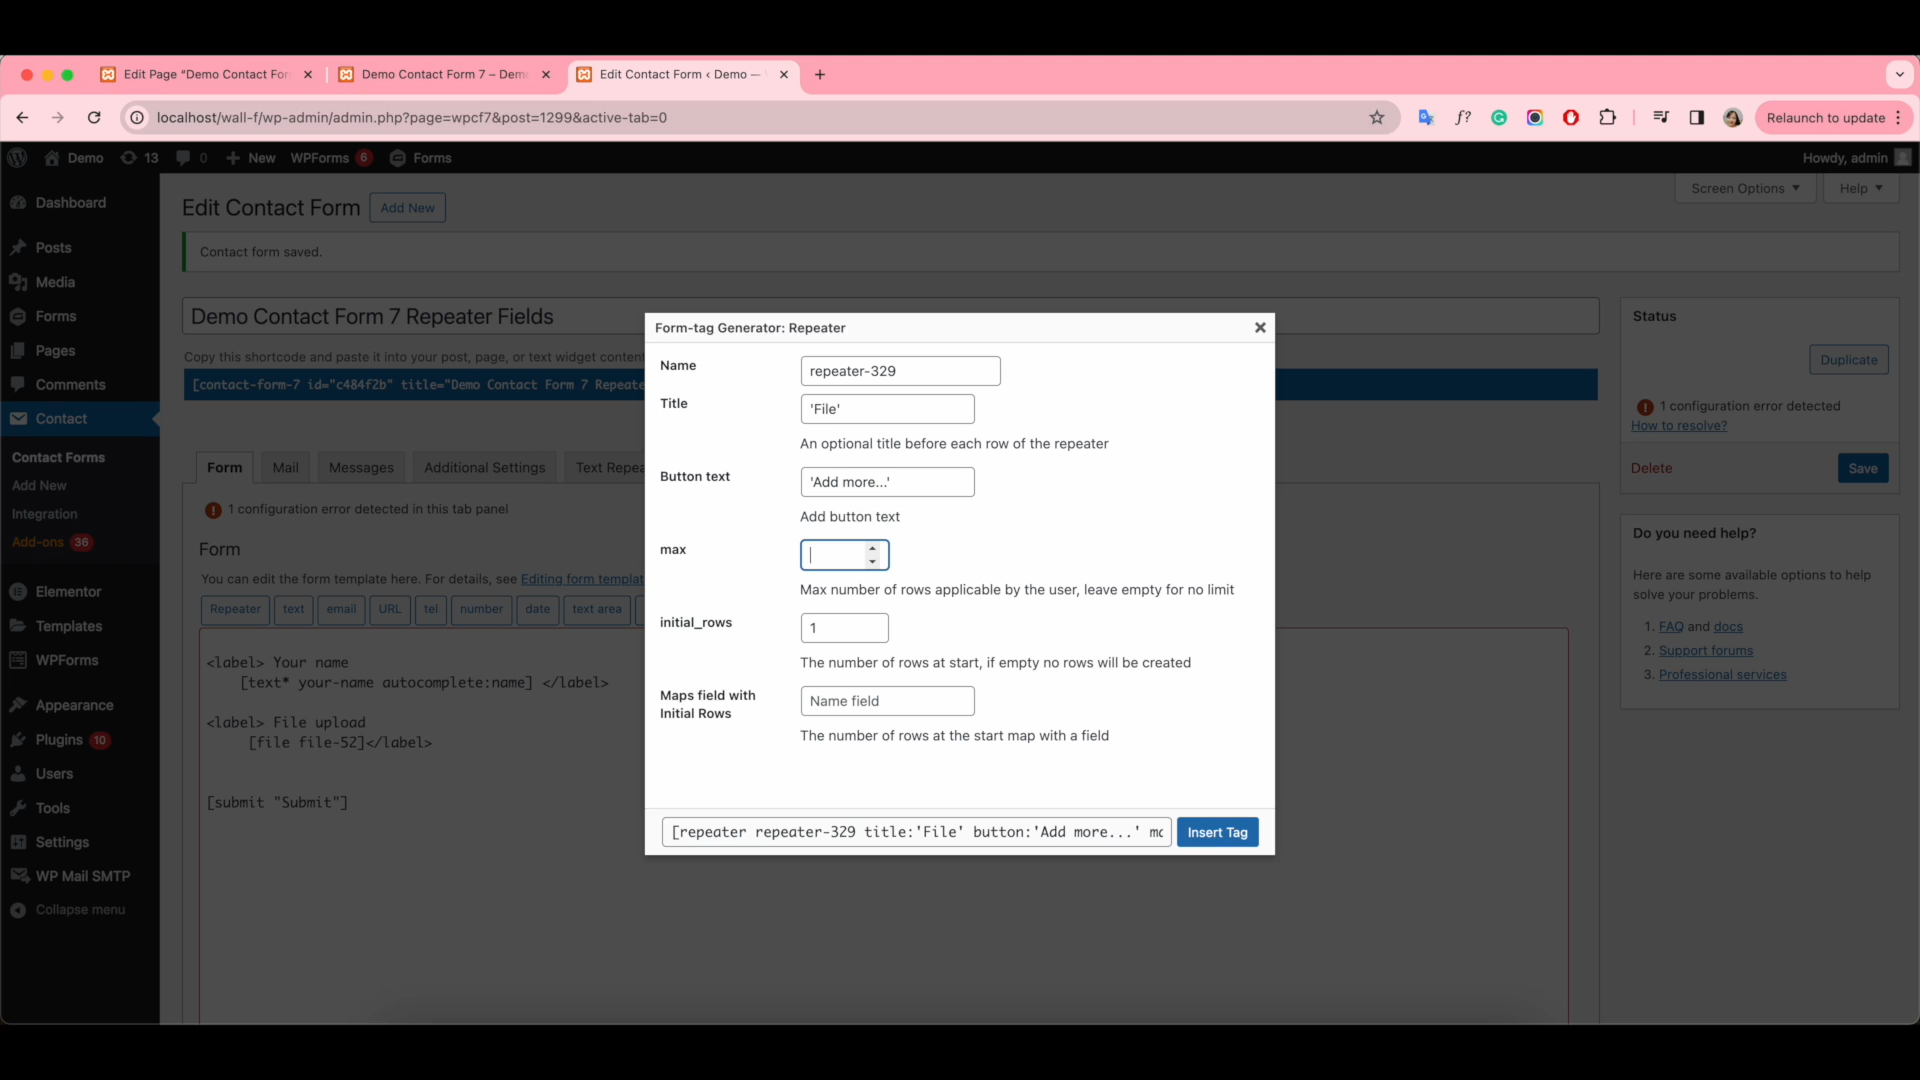 Edit Page "Demo Contact For
Demo Contact Form 7 – Dem
Edit Contact Form ‹ Demo —
localhost/wall-f/wp-admin/admin.php?page=wpcf7&post=1299&active-tab=0
f?
Relaunch to update
Demo
13
0
New
WPForms 6
Forms
Howdy, admin
Dashboard
Posts
Media
Forms
Pages
Comments
Contact
Contact Forms
Add New
Integration
Add-ons 36
Elementor
Templates
WPForms
Appearance
Plugins 10
Users
Tools
Settings
WP Mail SMTP
Collapse menu
Screen Options
Help
Edit Contact Form
Add New
Contact form saved.
Demo Contact Form 7 Repeater Fields
Copy this shortcode and paste it into your post, page, or text widget content
[contact-form-7 id="c484f2b" title="Demo Contact Form 7 Repeate
Form
Mail
Messages
Additional Settings
Text Repea
1 configuration error detected in this tab panel
Form
You can edit the form template here. For details, see Editing form templat
Repeater
text
email
URL
tel
number
date
text area
<label> Your name
[text* your-name autocomplete:name] </label>
<label> File upload
[file file-52]</label>
[submit "Submit"]
Form-tag Generator: Repeater
Name
repeater-329
Title
'File'
An optional title before each row of the repeater
Button text
'Add more...'
Add button text
max
Max number of rows applicable by the user, leave empty for no limit
initial_rows
1
The number of rows at start, if empty no rows will be created
Maps field with
Initial Rows
Name field
The number of rows at the start map with a field
[repeater repeater-329 title:'File' button:'Add more...' ma
Insert Tag
Status
Duplicate
1 configuration error detected
How to resolve?
Delete
Save
Do you need help?
Here are some available options to help
solve your problems.
1. FAQ and docs
2. Support forums
3. Professional services